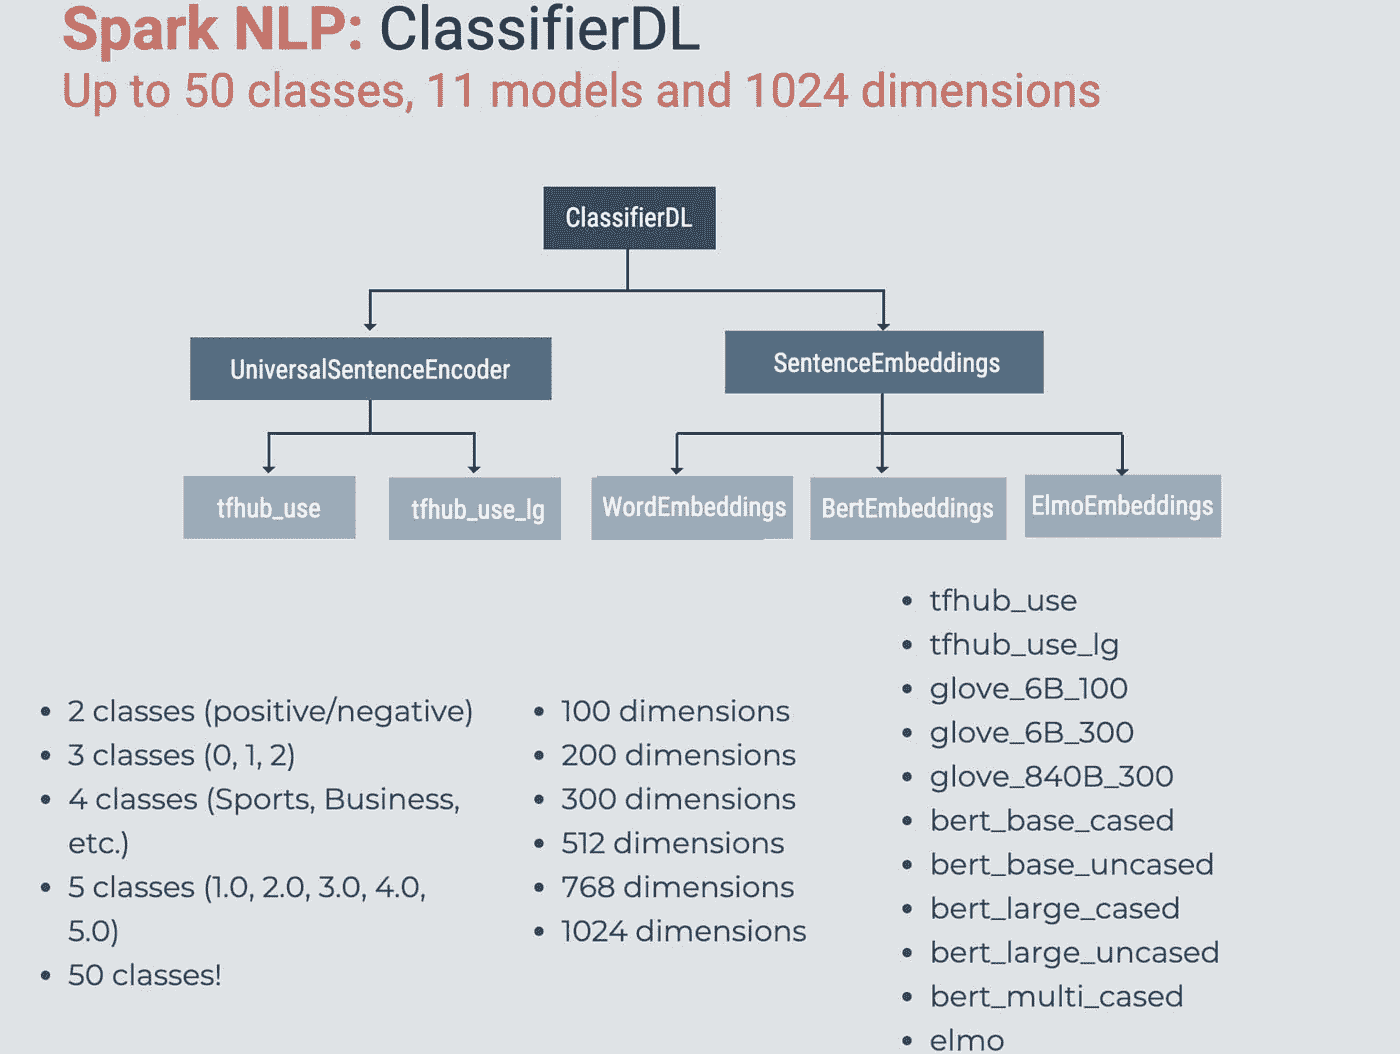 Spark NLP: ClassifierDL
Up to 50 classes, 11 models and 1024 dimensions
ClassifierDL
UniversalSentenceEncoder
SentenceEmbeddings
tfhub_use
tfhub_use_lg
WordEmbeddings
BertEmbeddings
ElmoEmbeddings
• 2 classes (positive/negative)
• 3 classes (0, 1, 2)
• 4 classes (Sports, Business,
etc.)
• 5 classes (1.0, 2.0, 3.0, 4.0,
5.0)
• 50 classes!
• 100 dimensions
• 200 dimensions
• 300 dimensions
• 512 dimensions
• 768 dimensions
• 1024 dimensions
• tfhub_use
• tfhub_use_lg
• glove_6B_100
• glove_6B_300
• glove_840B_300
• bert_base_cased
• bert_base_uncased
• bert_large_cased
• bert_large_uncased
• bert_multi_cased
• elmo